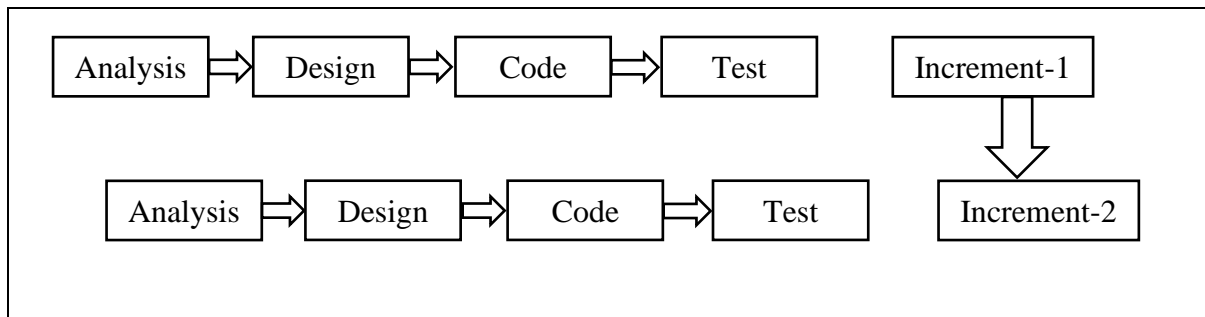 Analysis Design Code Test Increment-1
Analysis Design Code Test Increment-2